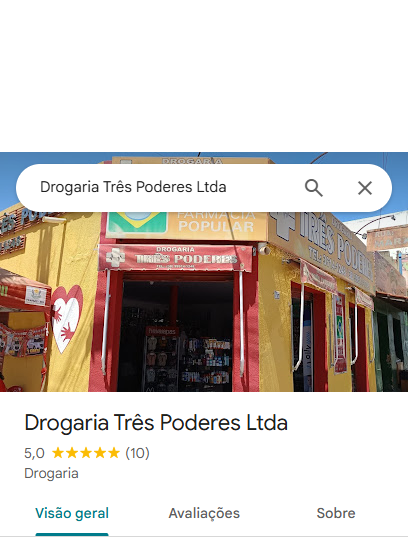 DROGARIA
Drogaria Três Poderes Ltda
FARMACIA
POPULAR
TRÊS PODERES
DROGARIA
TRÊS PODERES
Drogaria Três Poderes Ltda
5,0 ★★★★★ (10)
Drogaria
Visão geral Avaliações Sobre